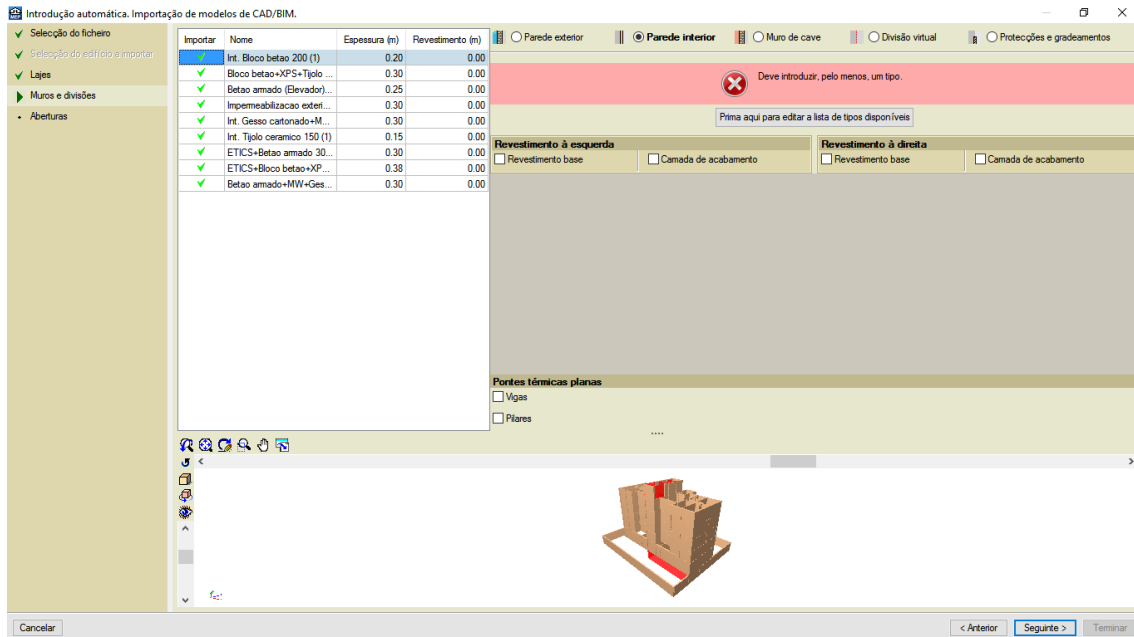 Introdução automática. Importação de modelos de CAD/BIM.
Selecção do ficheiro
Selecção do edifício a importar
Lajes
Muros e divisões
Aberturas
Importar Nome Espessura (m) Revestimento (m)
Int. Bloco betao 200 (1) 0.20 0.00
Bloco betao+XPS+Tijolo ... 0.30 0.00
Betao armado (Elevador)... 0.25 0.00
Impermeabilizacao exteri... 0.30 0.00
Int. Gesso cartonado+M... 0.30 0.00
Int. Tijolo ceramico 150 (1) 0.15 0.00
ETICS+Betao armado 30... 0.30 0.00
ETICS+Bloco betao+XP... 0.38 0.00
Betao armado+MW+Ges... 0.30 0.00
Parede exterior Parede interior Muro de cave Divisão virtual Protecções e gradeamentos
Deve introduzir, pelo menos, um tipo.
Prima aqui para editar a lista de tipos disponíveis
Revestimento à esquerda Revestimento à direita
Revestimento base Camada de acabamento Revestimento base Camada de acabamento
Pontes térmicas planas
Vigas
Pilares
Cancelar < Anterior Seguinte > Terminar